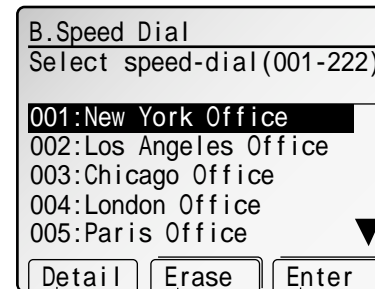 B.Speed Dial
Select speed-dial(001-222)
001:New York Office
002:Los Angeles Office
003:Chicago Office
004:London Office
005:Paris Office
Detail Erase Enter